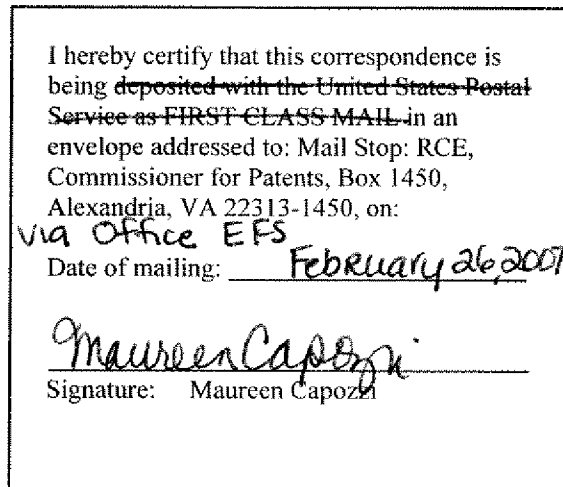 I hereby certify that this correspondence is
being deposited with the United States Postal
Service as FIRST CLASS MAIL in an
envelope addressed to: Mail Stop: RCE,
Commissioner for Patents, Box 1450,
Alexandria, VA 22313-1450, on:
via Office EFS
Date of mailing: February 26, 2007
Maureen Capozzi
Signature: Maureen Capozzi